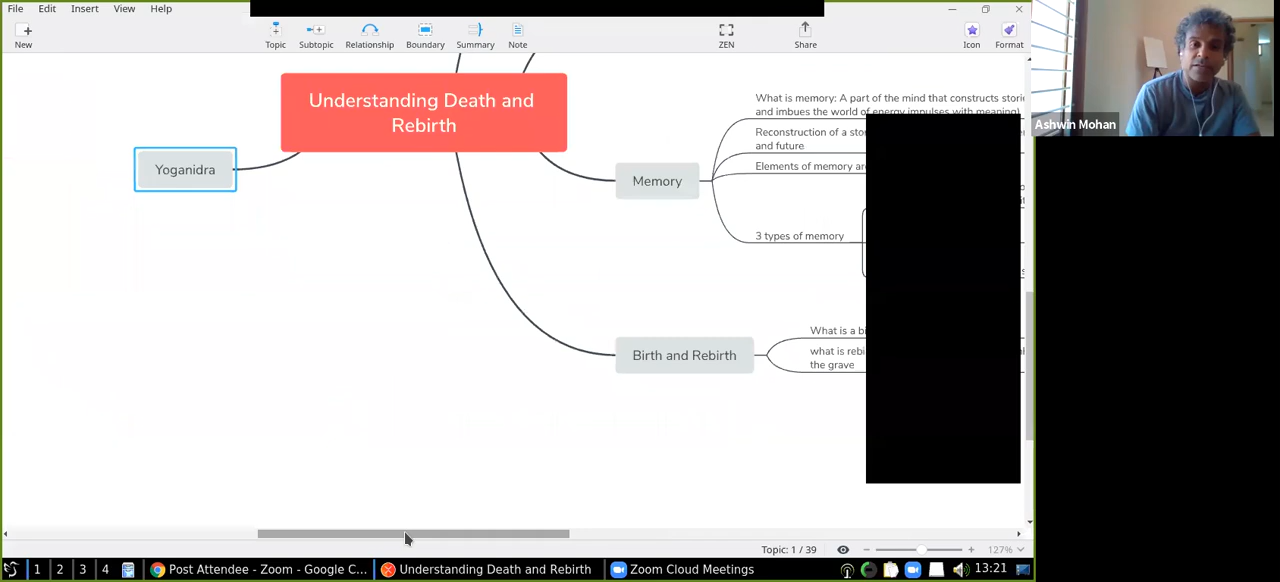 File Edit Insert View Help
New Topic Subtopic Relationship Boundary Summary Note ZEN Share Icon Format
Understanding Death and
Rebirth
Yoganidra
Memory
What is memory: A part of the mind that constructs
and imbues the world of energy impulses with meaning)
Reconstruction of a
and future
Elements of memory
3 types of memory
Birth and Rebirth
What is a
what is
the grave
Ashwin Mohan
Topic: 1 / 39
127%
1 2 3 4 Post Attendee - Zoom - Google C... Understanding Death and Rebirth Zoom Cloud Meetings 13:21